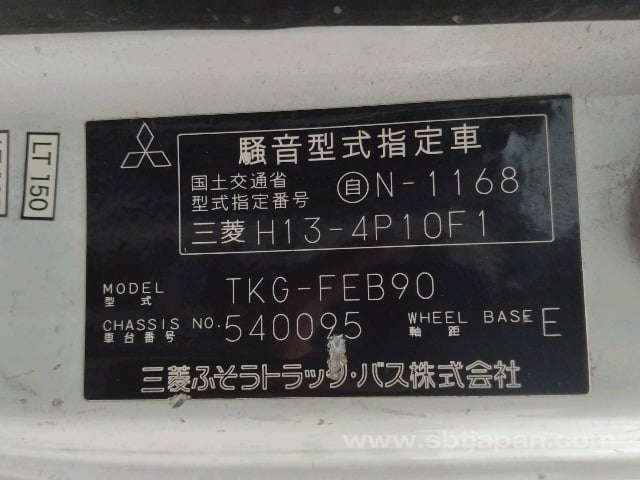 LT 150
騒音型式指定車
国土交通省
型式指定番号
自N-1168
三菱 H13-4P10F1
MODEL
型式
TKG-FEB90
CHASSIS NO.
車台番号
540095
WHEEL BASE
軸距
E
三菱ふそうトラック・バス株式会社
www.sbtjapan.com